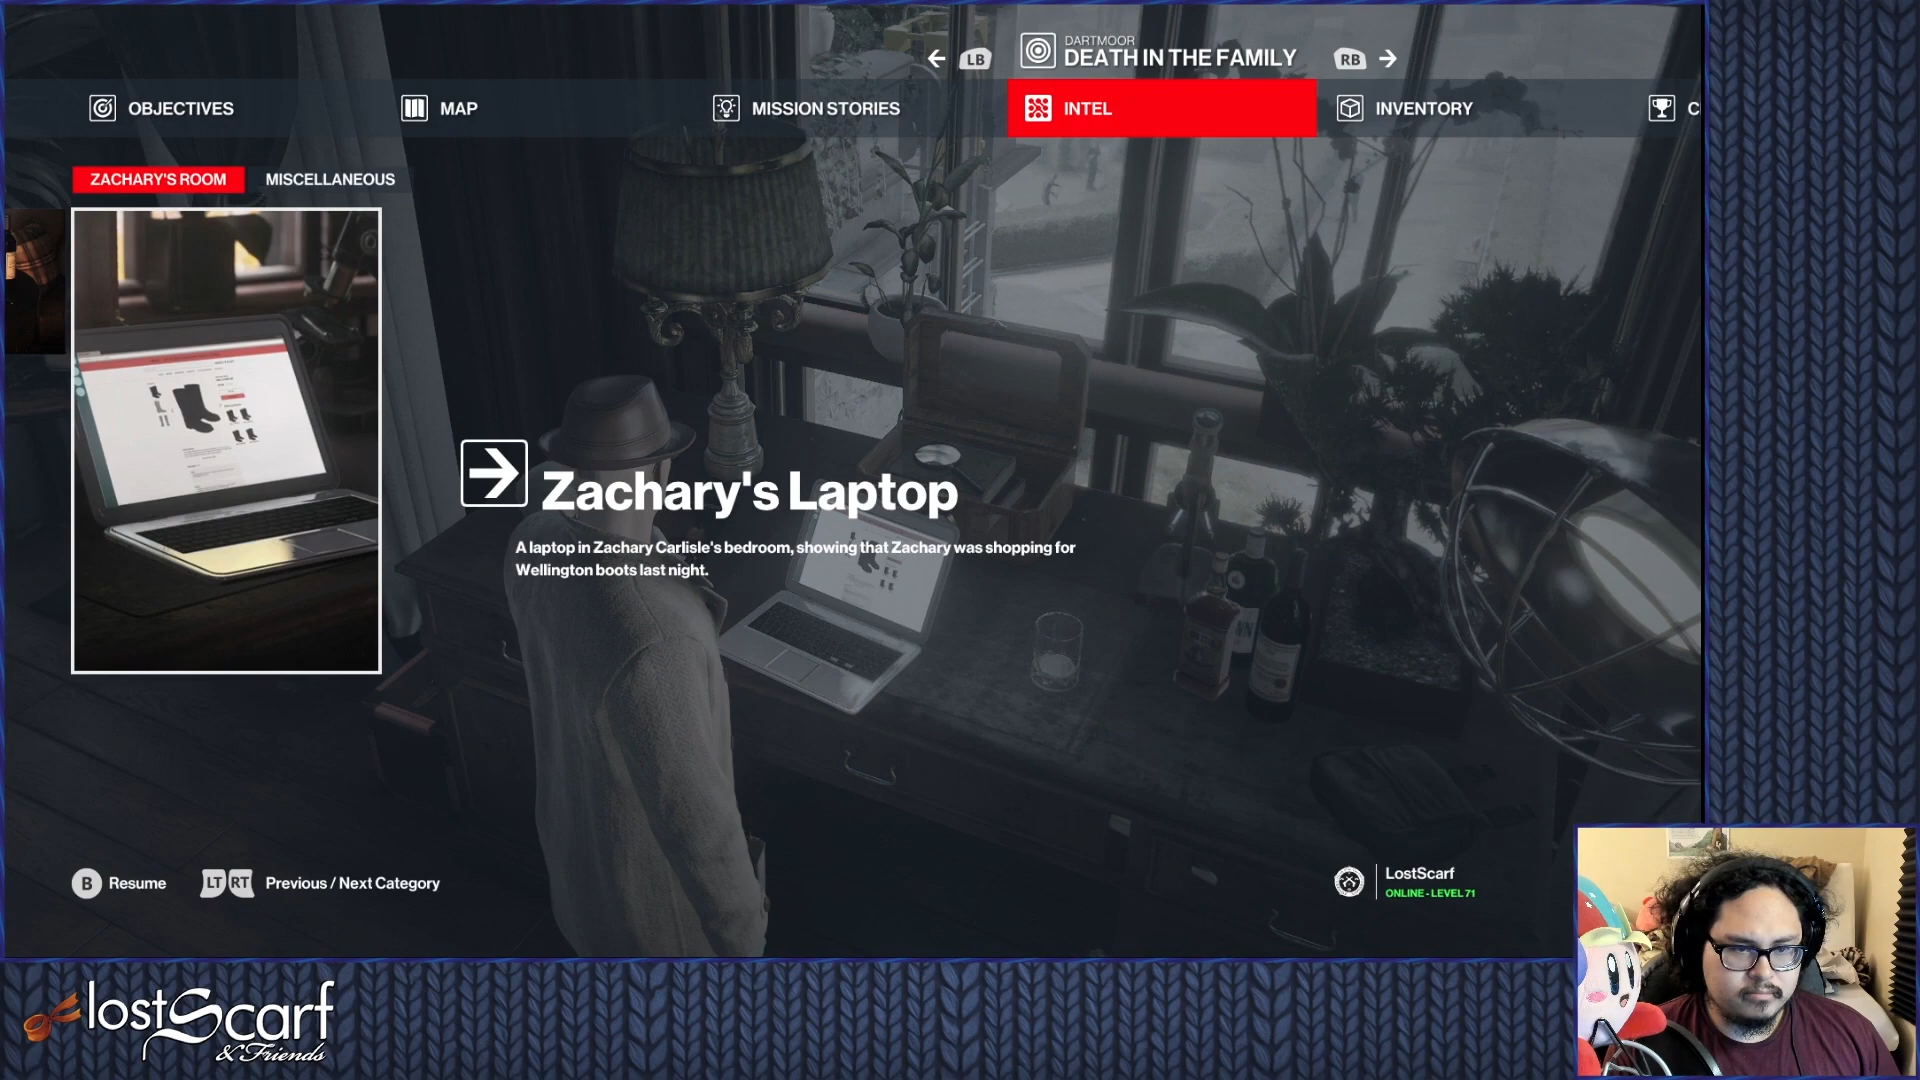 DARTMOOR
LB DEATH IN THE FAMILY RB
OBJECTIVES MAP MISSION STORIES INTEL INVENTORY C
ZACHARY'S ROOM MISCELLANEOUS
Zachary's Laptop
A laptop in Zachary Carlisle's bedroom, showing that Zachary was shopping for
Wellington boots last night.
B Resume LT RT Previous / Next Category
LostScarf
ONLINE - LEVEL 71
lostScarf
& Friends